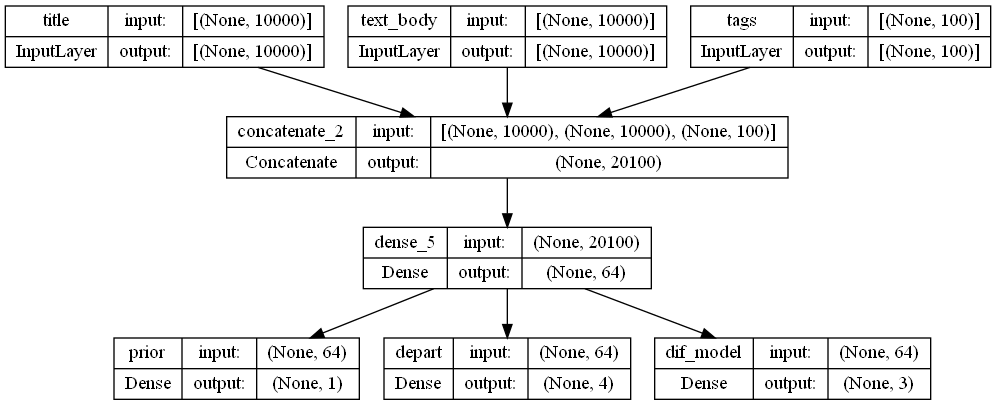 title input: [(None, 10000)] text_body input: [(None, 10000)] tags input: [(None, 100)]
InputLayer output: [(None, 10000)] InputLayer output: [(None, 10000)] InputLayer output: [(None, 100)]
concatenate_2 input: [(None, 10000), (None, 10000), (None, 100)]
Concatenate output: (None, 20100)
dense_5 input: (None, 20100)
Dense output: (None, 64)
prior input: (None, 64) depart input: (None, 64) dif_model input: (None, 64)
Dense output: (None, 1) Dense output: (None, 4) Dense output: (None, 3)